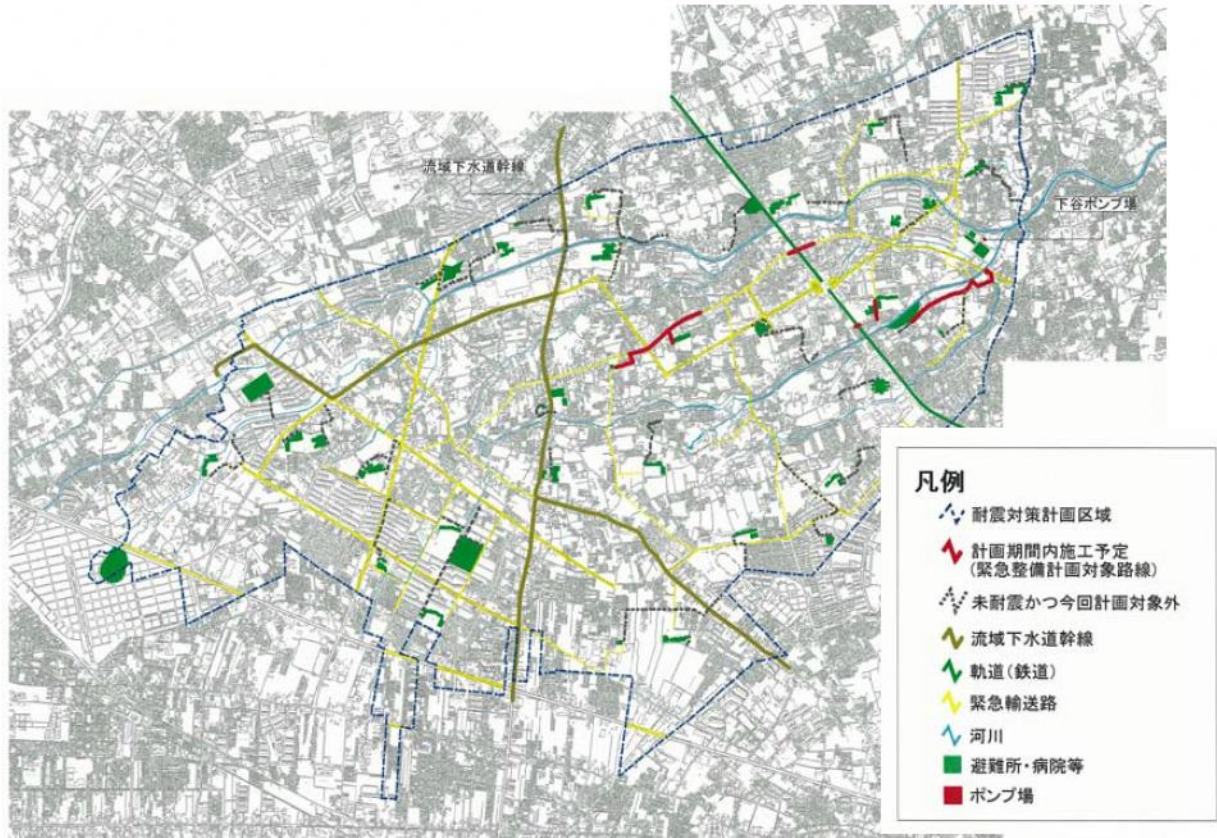 流域下水道幹線
下谷ポンプ場
C
凡例
耐震対策計画区域
計画期間内施工予定
(緊急整備計画対象路線)
未耐震かつ今回計画対象外
流域下水道幹線
軌道(鉄道)
緊急輸送路
河川
避難所・病院等
ポンプ場